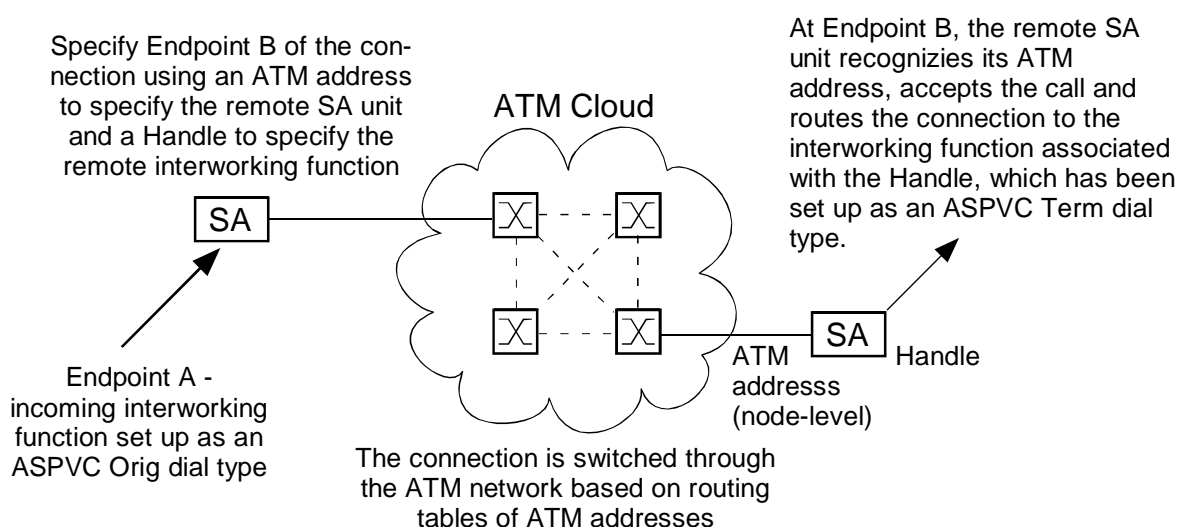 Specify Endpoint B of the con-
nection using an ATM address
to specify the remote SA unit
and a Handle to specify the
remote interworking function
ATM Cloud
At Endpoint B, the remote SA
unit recognizies its ATM
address, accepts the call and
routes the connection to the
interworking function associated
with the Handle, which has been
set up as an ASPVC Term dial
type.
SA
SA
Handle
ATM
addresss
(node-level)
Endpoint A -
incoming interworking
function set up as an
ASPVC Orig dial type
The connection is switched through
the ATM network based on routing
tables of ATM addresses